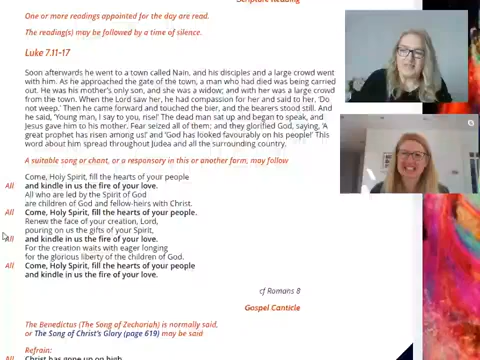 Scripture Reading
One or more readings appointed for the day are read.
The reading(s) may be followed by a time of silence.
Luke 7.11-17
Soon afterwards he went to a town called Nain, and his disciples and a large crowd went
with him. As he approached the gate of the town, a man who had died was being carried
out. He was his mother's only son, and she was a widow; and with her was a large crowd
from the town. When the Lord saw her, he had compassion for her and said to her, 'Do
not weep.' Then he came forward and touched the bier, and the bearers stood still. And
he said, 'Young man, I say to you, rise!' The dead man sat up and began to speak, and
Jesus gave him to his mother. Fear seized all of them; and they glorified God, saying, 'A
great prophet has risen among us!' and 'God has looked favourably on his people!' This
word about him spread throughout Judea and all the surrounding country.
A suitable song or chant, or a responsory in this or another form, may follow
Come, Holy Spirit, fill the hearts of your people
All and kindle in us the fire of your love.
All who are led by the Spirit of God
are children of God and fellow-heirs with Christ.
All Come, Holy Spirit, fill the hearts of your people.
Renew the face of your creation, Lord,
pouring on us the gifts of your Spirit,
All and kindle in us the fire of your love.
For the creation waits with eager longing
for the glorious liberty of the children of God.
All Come, Holy Spirit, fill the hearts of your people
and kindle in us the fire of your love.
cf Romans 8
Gospel Canticle
The Benedictus (The Song of Zechariah) is normally said,
or The Song of Christ's Glory (page 619) may be said
Refrain:
All Christ has gone up on high